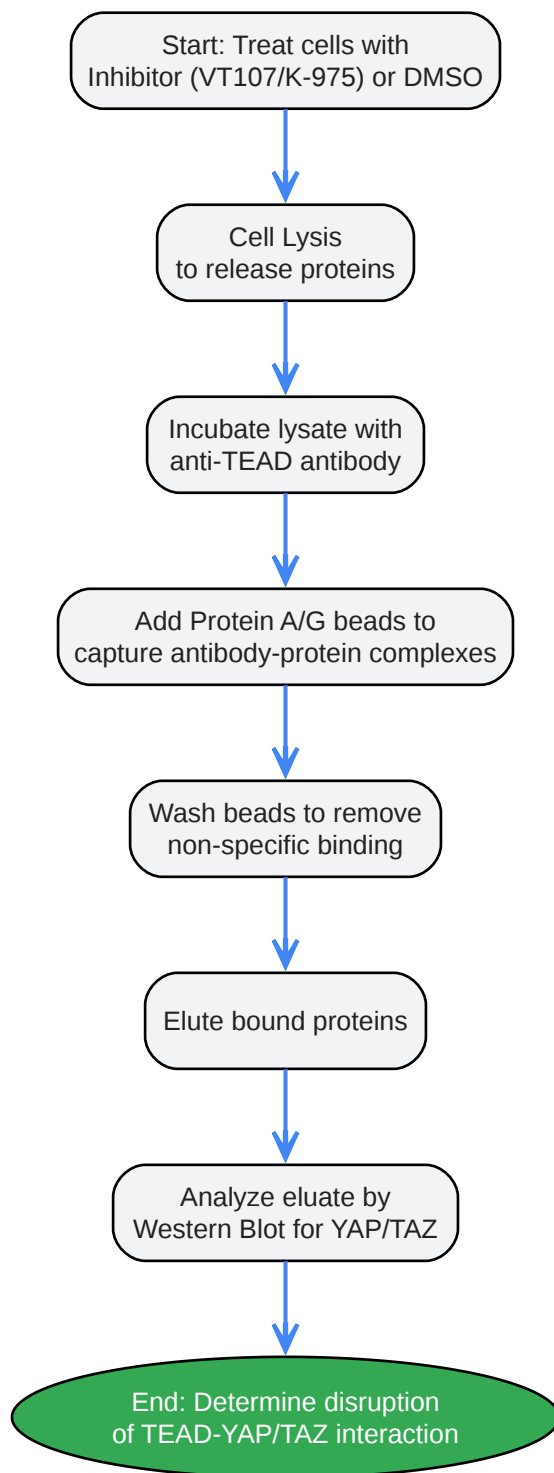 Start: Treat cells with
Inhibitor (VT107/K-975) or DMSO
Cell Lysis
to release proteins
Incubate lysate with
anti-TEAD antibody
Add Protein A/G beads to
capture antibody-protein complexes
Wash beads to remove
non-specific binding
Elute bound proteins
Analyze eluate by
Western Blot for YAP/TAZ
End: Determine disruption
of TEAD-YAP/TAZ interaction